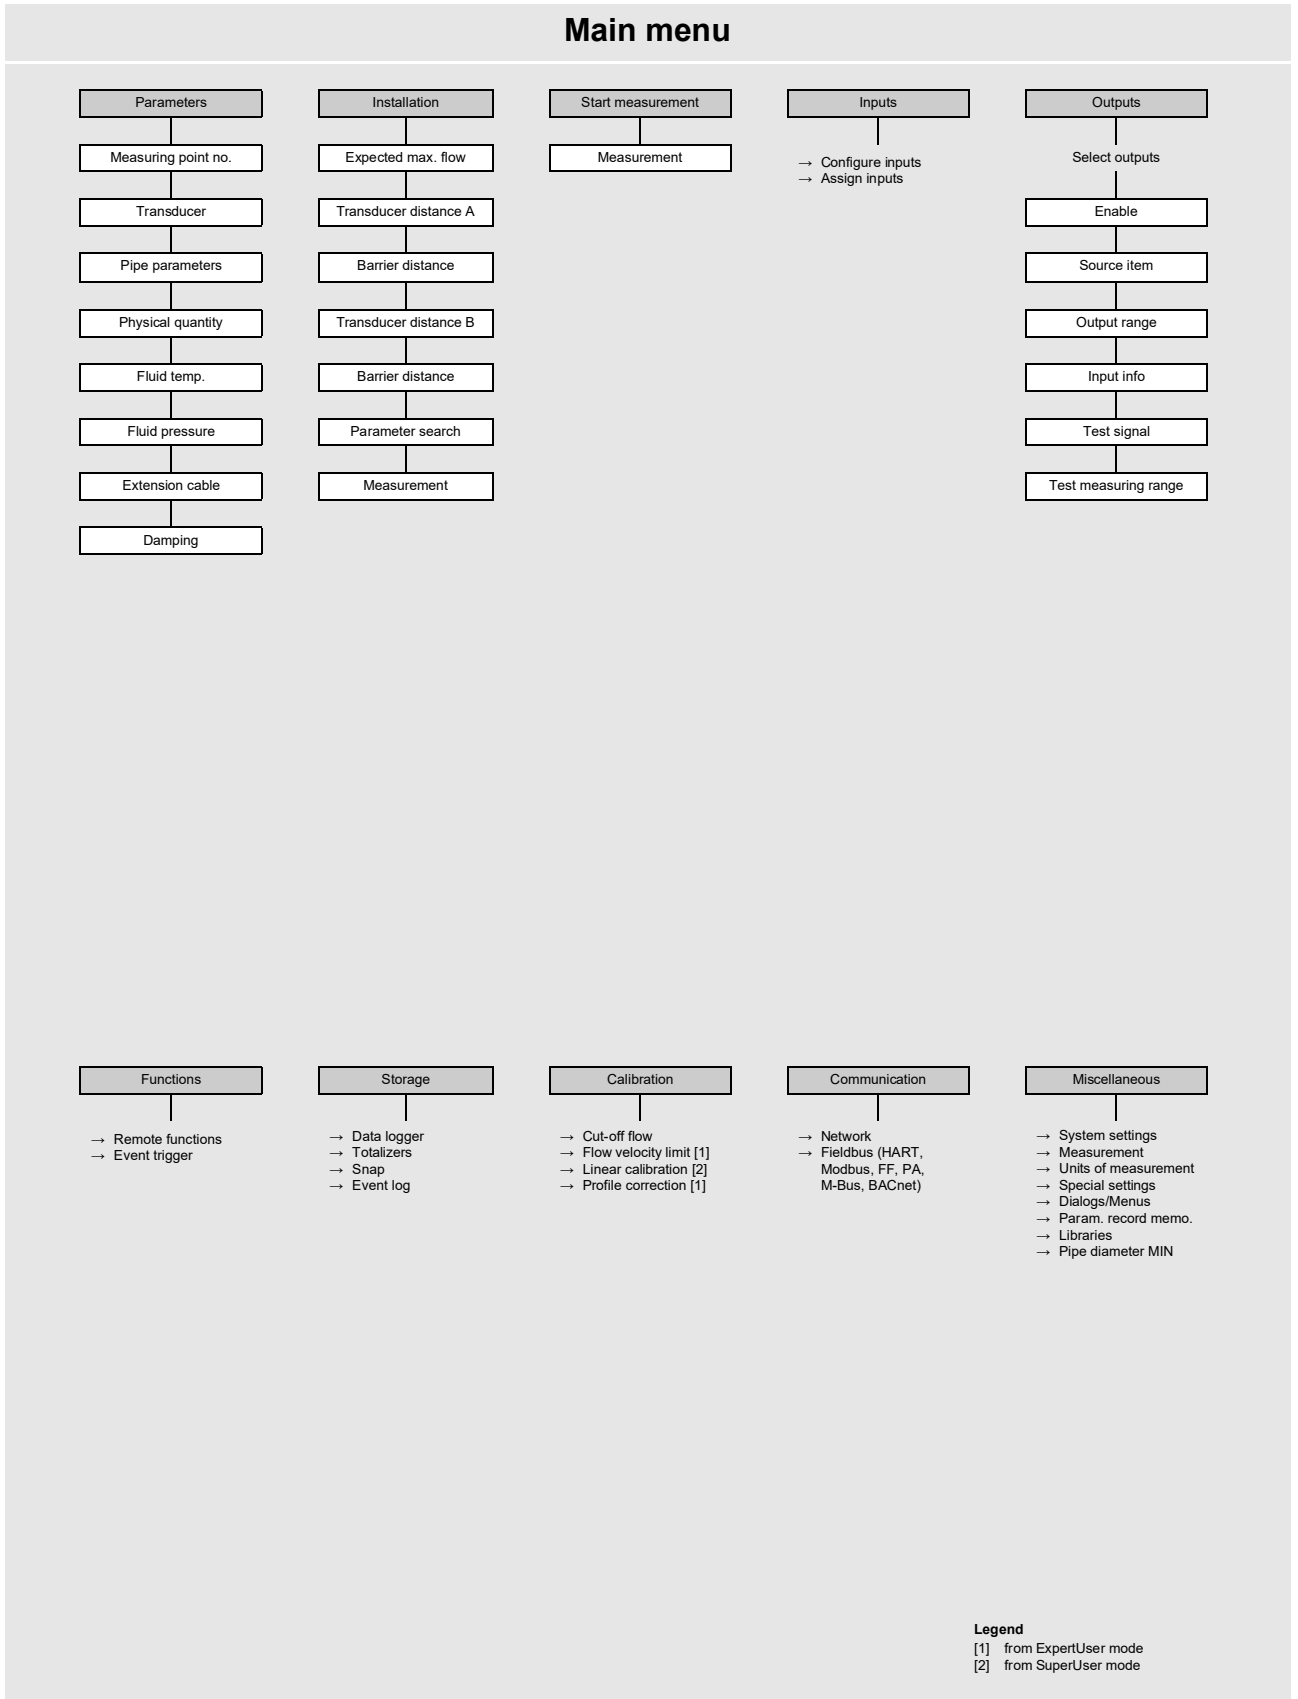 Main menu
Parameters
Measuring point no.
Transducer
Pipe parameters
Physical quantity
Fluid temp.
Fluid pressure
Extension cable
Damping
Installation
Expected max. flow
Transducer distance A
Barrier distance
Transducer distance B
Barrier distance
Parameter search
Measurement
Start measurement
Measurement
Inputs
→ Configure inputs
→ Assign inputs
Outputs
Select outputs
Enable
Source item
Output range
Input info
Test signal
Test measuring range
Functions
→ Remote functions
→ Event trigger
Storage
→ Data logger
→ Totalizers
→ Snap
→ Event log
Calibration
→ Cut-off flow
→ Flow velocity limit [1]
→ Linear calibration [2]
→ Profile correction [1]
Communication
→ Network
→ Fieldbus (HART,
Modbus, FF, PA,
M-Bus, BACnet)
Miscellaneous
→ System settings
→ Measurement
→ Units of measurement
→ Special settings
→ Dialogs/Menus
→ Param. record memo.
→ Libraries
→ Pipe diameter MIN
Legend
[1] from ExpertUser mode
[2] from SuperUser mode